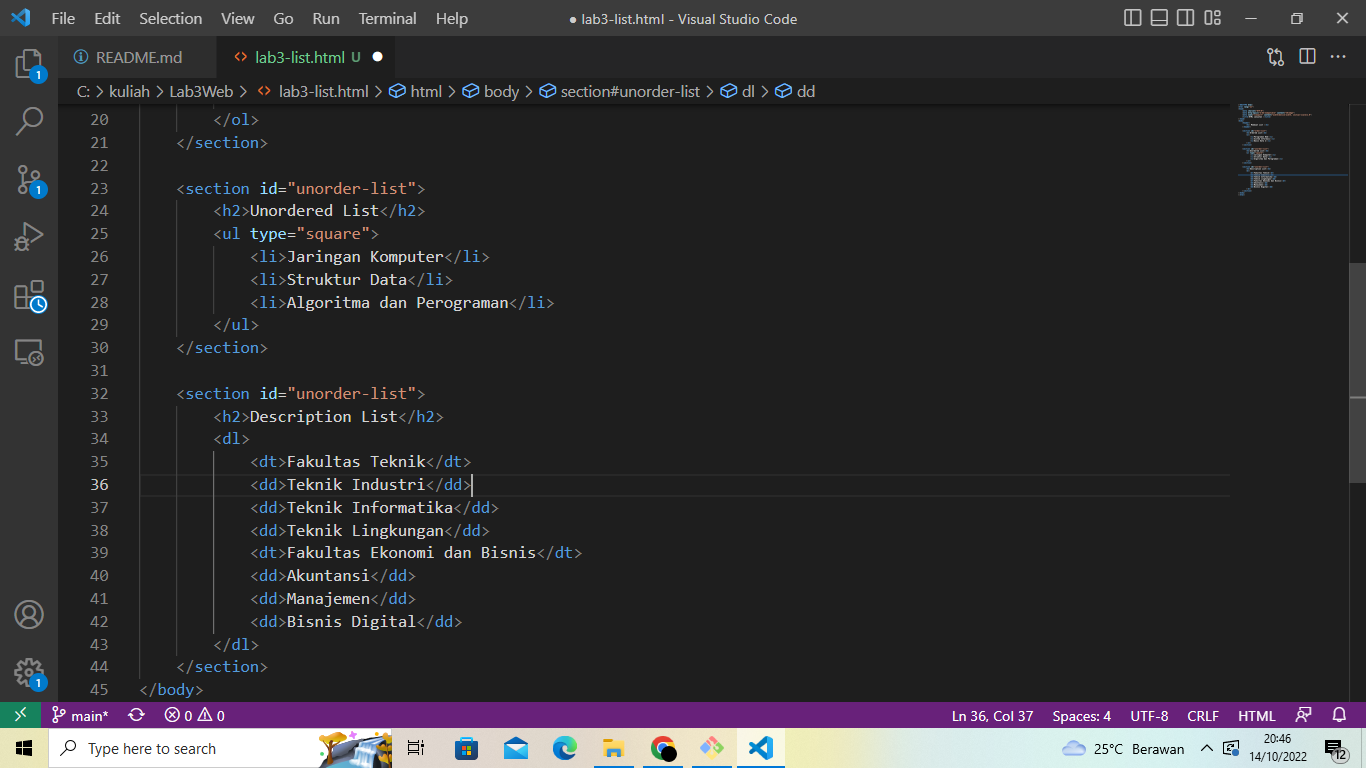 File Edit Selection View Go Run Terminal Help ● lab3-list.html - Visual Studio Code
README.md lab3-list.html U
C: > kuliah > Lab3Web > lab3-list.html > html > body > section#unorder-list > dl > dd
20 </ol>
21 </section>
22
23 <section id="unorder-list">
24 <h2>Unordered List</h2>
25 <ul type="square">
26 <li>Jaringan Komputer</li>
27 <li>Struktur Data</li>
28 <li>Algoritma dan Perograman</li>
29 </ul>
30 </section>
31
32 <section id="unorder-list">
33 <h2>Description List</h2>
34 <dl>
35 <dt>Fakultas Teknik</dt>
36 <dd>Teknik Industri</dd>
37 <dd>Teknik Informatika</dd>
38 <dd>Teknik Lingkungan</dd>
39 <dt>Fakultas Ekonomi dan Bisnis</dt>
40 <dd>Akuntansi</dd>
41 <dd>Manajemen</dd>
42 <dd>Bisnis Digital</dd>
43 </dl>
44 </section>
45 </body>
1
1
1
main* 0 0 Ln 36, Col 37 Spaces: 4 UTF-8 CRLF HTML
Type here to search 25°C Berawan 20:46
14/10/2022 12